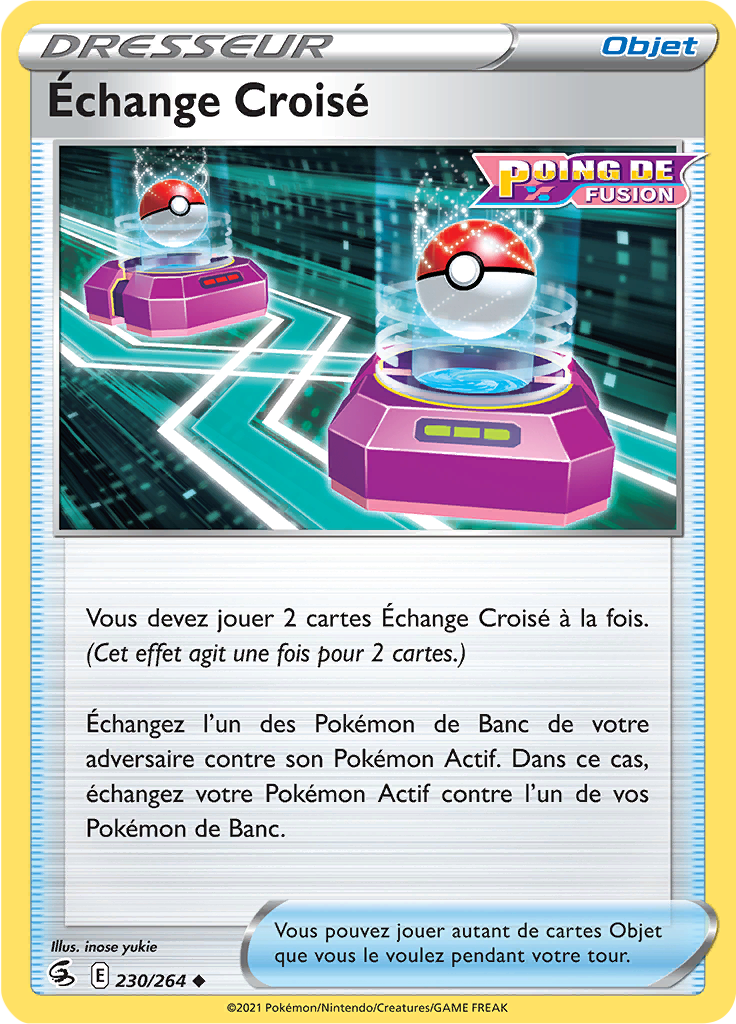 DRESSEUR
Objet
Échange Croisé
POING DE
FUSION
Vous devez jouer 2 cartes Échange Croisé à la fois.
(Cet effet agit une fois pour 2 cartes.)
Échangez l'un des Pokémon de Banc de votre
adversaire contre son Pokémon Actif. Dans ce cas,
échangez votre Pokémon Actif contre l'un de vos
Pokémon de Banc.
Vous pouvez jouer autant de cartes Objet
que vous le voulez pendant votre tour.
Illus. inose yukie
E 230/264 ◆
©2021 Pokémon/Nintendo/Creatures/GAME FREAK